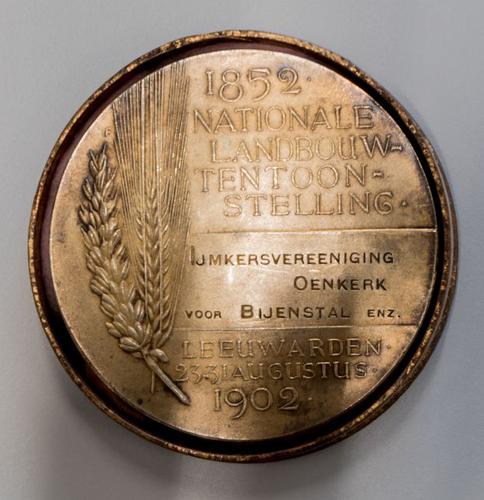 ·1852·
NATIONALE
LANDBOUW-
TENTOON-
STELLING·
IJMKERSVEREENIGING
OENKERK
VOOR BIJENSTAL ENZ.
LEEUWARDEN·
23-31 AUGUSTUS·
·1902·